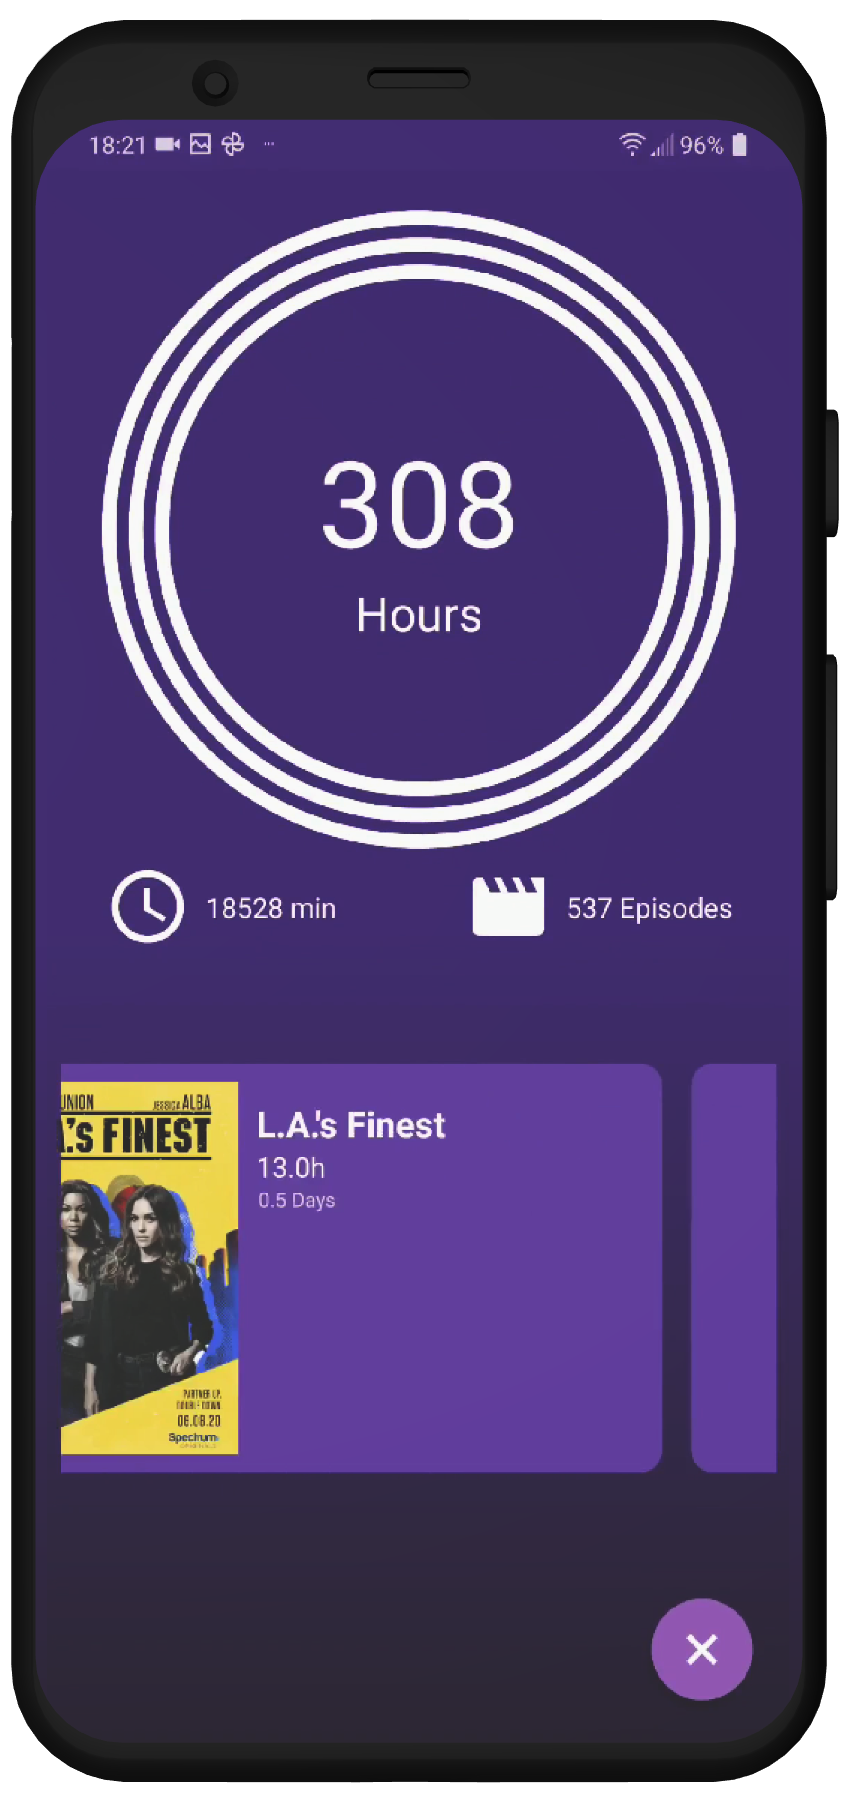 18:21 ... 96%
308
Hours
18528 min 537 Episodes
UNION JESSICA ALBA
A.'S FINEST
PARTNER UP.
DOUBLE DOWN
06.08.20
Spectrum
L.A.'s Finest
13.0h
0.5 Days